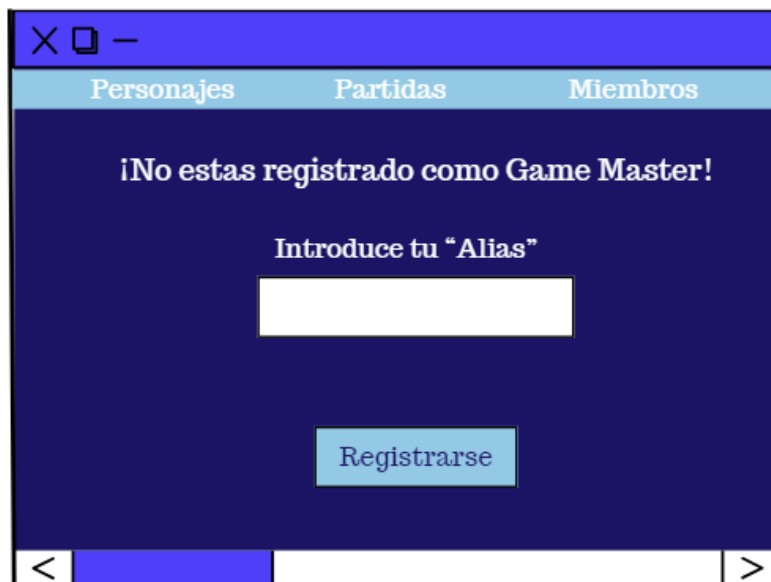 Personajes Partidas Miembros
¡No estas registrado como Game Master!
Introduce tu “Alias”
Registrarse